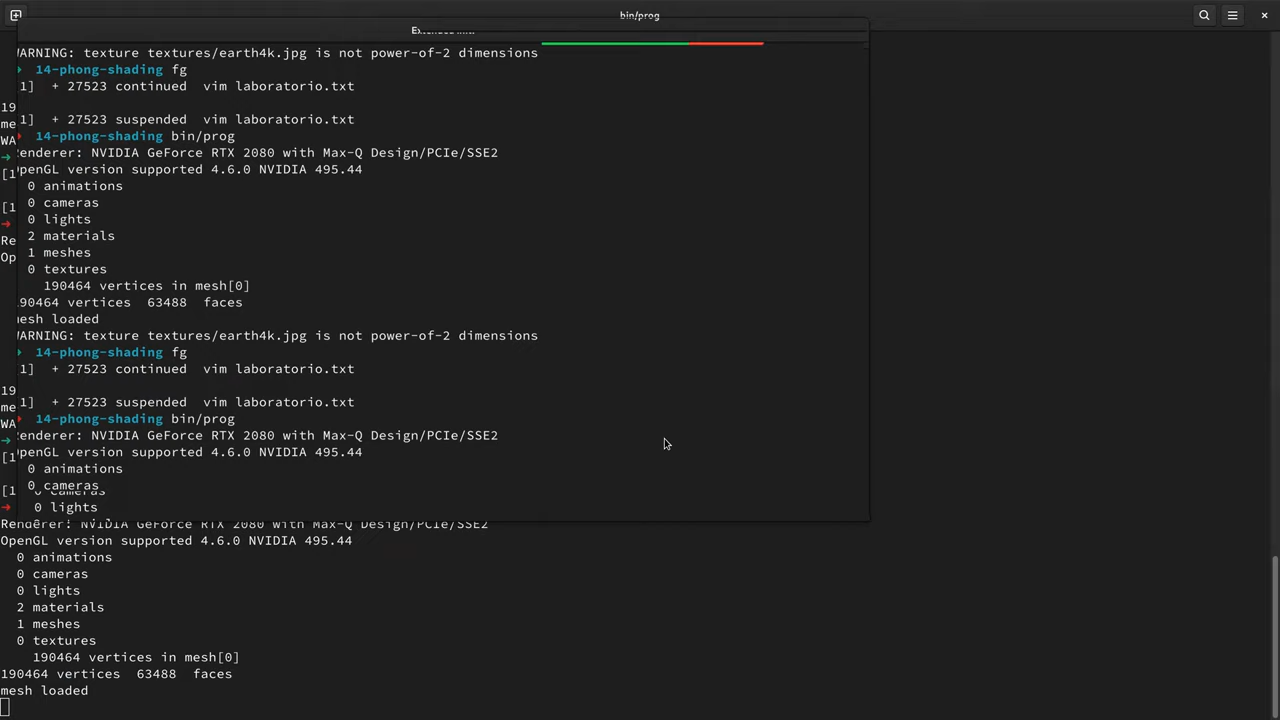 bin/prog
WARNING: texture textures/earth4k.jpg is not power-of-2 dimensions
14-phong-shading fg
1]  + 27523 continued  vim laboratorio.txt
1]  + 27523 suspended  vim laboratorio.txt
14-phong-shading bin/prog
enderer: NVIDIA GeForce RTX 2080 with Max-Q Design/PCIe/SSE2
OpenGL version supported 4.6.0 NVIDIA 495.44
0 animations
0 cameras
0 lights
2 materials
1 meshes
0 textures
190464 vertices in mesh[0]
190464 vertices  63488  faces
mesh loaded
WARNING: texture textures/earth4k.jpg is not power-of-2 dimensions
14-phong-shading fg
1]  + 27523 continued  vim laboratorio.txt
1]  + 27523 suspended  vim laboratorio.txt
14-phong-shading bin/prog
enderer: NVIDIA GeForce RTX 2080 with Max-Q Design/PCIe/SSE2
OpenGL version supported 4.6.0 NVIDIA 495.44
0 animations
0 cameras
0 cameras
0 lights
19
me
WA
[1
[1
Re
Op
19
me
WA
[1
[1
Renderer: NVIDIA GeForce RTX 2080 with Max-Q Design/PCIe/SSE2
OpenGL version supported 4.6.0 NVIDIA 495.44
0 animations
0 cameras
0 lights
2 materials
1 meshes
0 textures
190464 vertices in mesh[0]
190464 vertices  63488  faces
mesh loaded